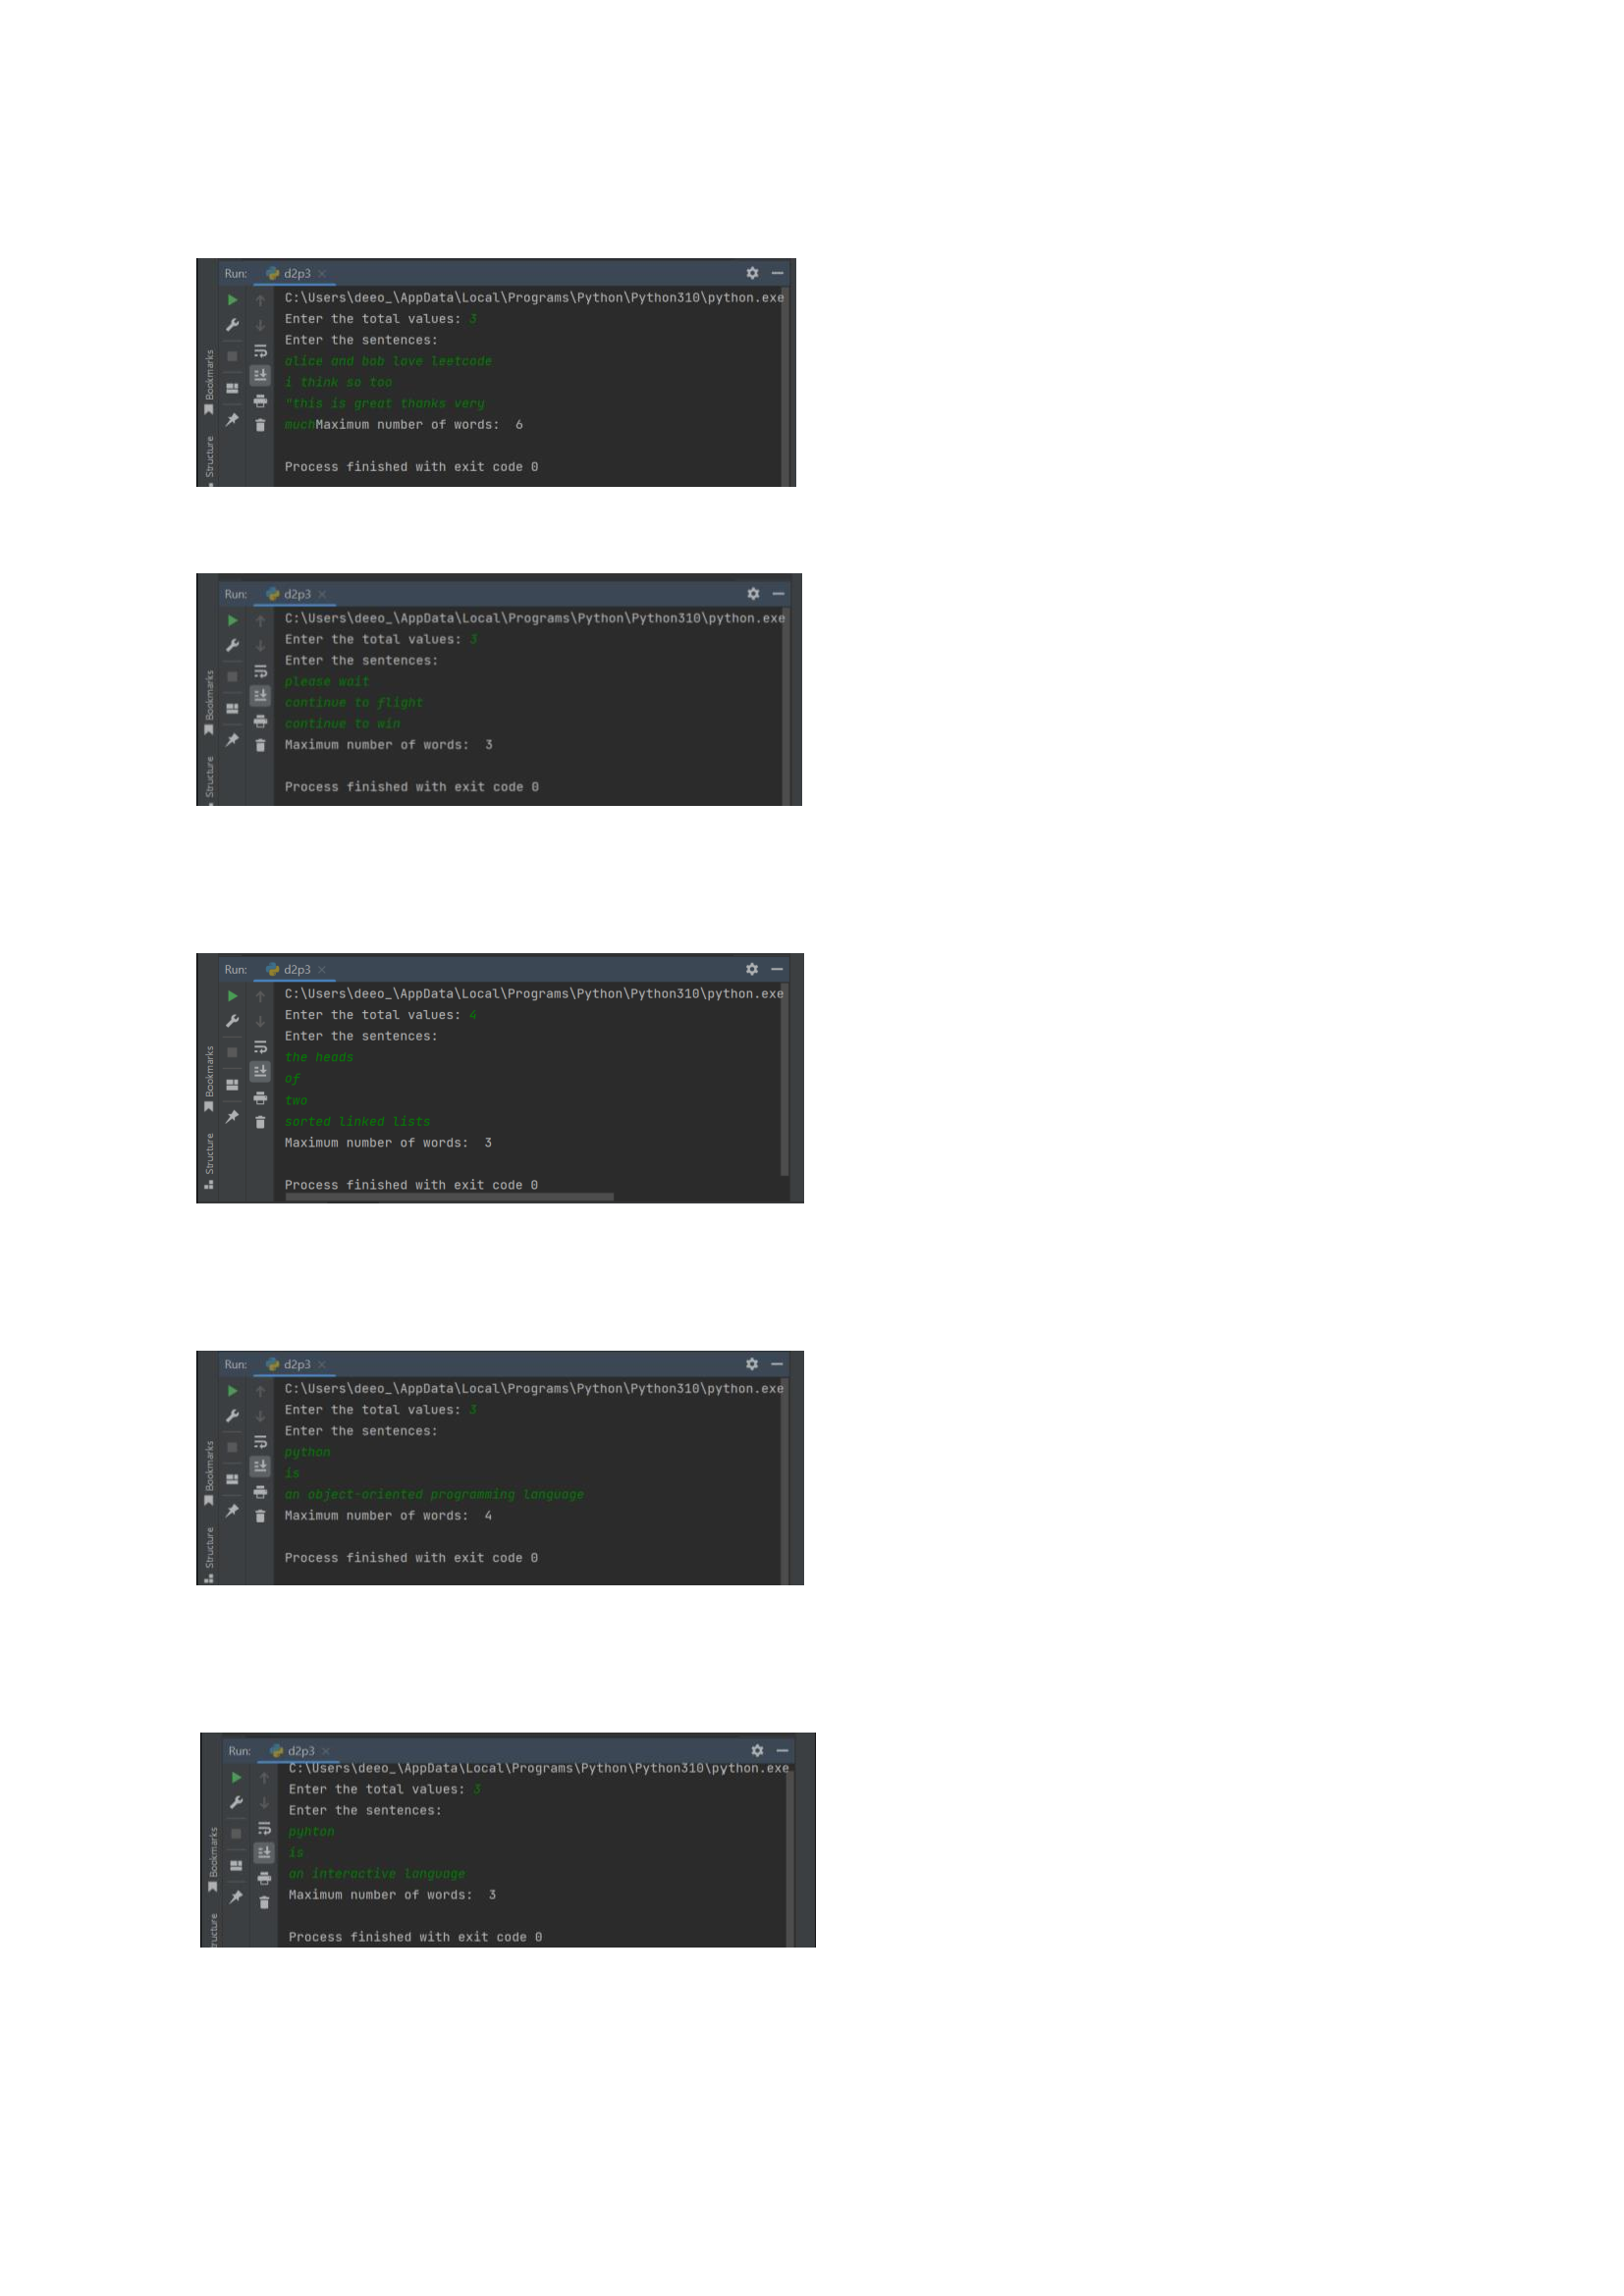 Run: d2p3
C:\Users\deeo_\AppData\Local\Programs\Python\Python310\python.exe
Enter the total values: 3
Enter the sentences:
alice and bob love leetcode
i think so too
"this is great thanks very
muchMaximum number of words:  6
Process finished with exit code 0
Bookmarks
Structure
Run: d2p3
C:\Users\deeo_\AppData\Local\Programs\Python\Python310\python.exe
Enter the total values: 3
Enter the sentences:
please wait
continue to flight
continue to win
Maximum number of words:  3
Process finished with exit code 0
Bookmarks
Structure
Run: d2p3
C:\Users\deeo_\AppData\Local\Programs\Python\Python310\python.exe
Enter the total values: 4
Enter the sentences:
the heads
of
two
sorted linked lists
Maximum number of words:  3
Process finished with exit code 0
Bookmarks
Structure
Run: d2p3
C:\Users\deeo_\AppData\Local\Programs\Python\Python310\python.exe
Enter the total values: 3
Enter the sentences:
python
is
an object-oriented programming language
Maximum number of words:  4
Process finished with exit code 0
Bookmarks
Structure
Run: d2p3
C:\Users\deeo_\AppData\Local\Programs\Python\Python310\python.exe
Enter the total values: 3
Enter the sentences:
pyhton
is
an interactive language
Maximum number of words:  3
Process finished with exit code 0
Bookmarks
ructure